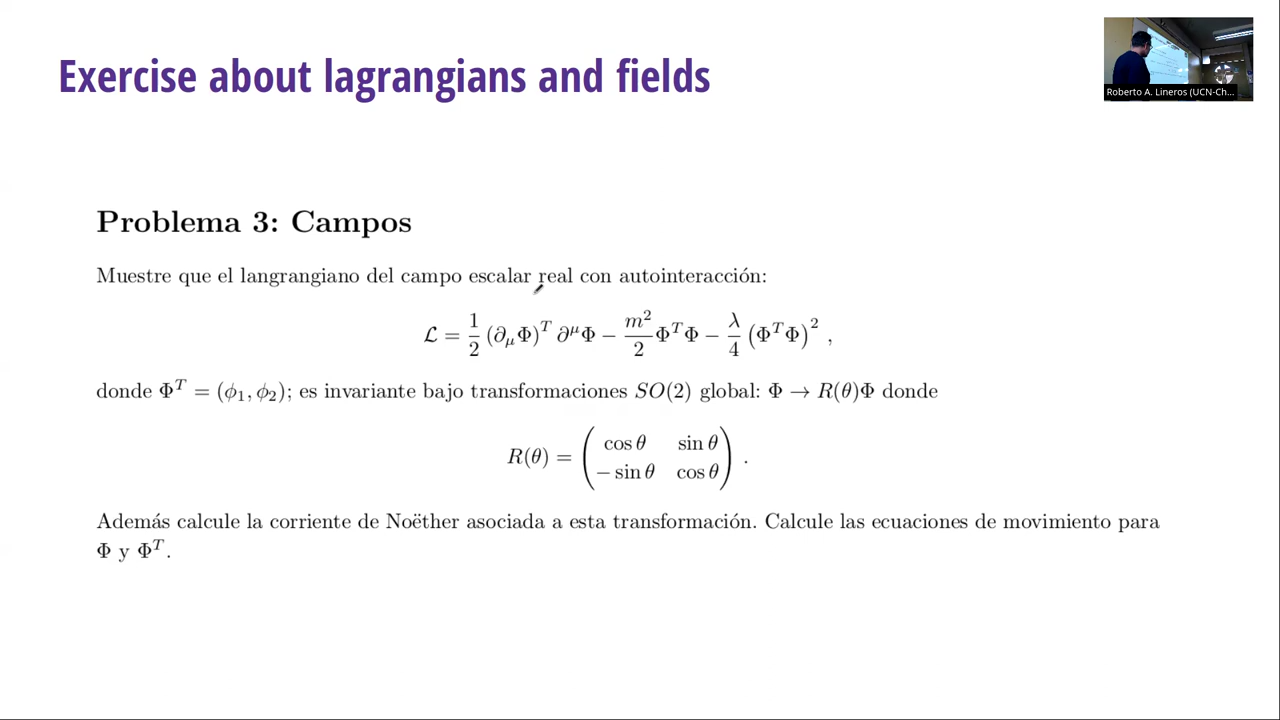 Exercise about lagrangians and fields
Roberto A. Lineros (UCN-Ch...
Problema 3: Campos
Muestre que el langrangiano del campo escalar real con autointeracción:
ℒ = 1/2 (∂_μΦ)^T ∂^μΦ − m²/2 Φ^TΦ − λ/4 (Φ^TΦ)² ,
donde Φ^T = (ϕ₁, ϕ₂); es invariante bajo transformaciones SO(2) global: Φ → R(θ)Φ donde
R(θ) = ( cos θ sin θ
− sin θ cos θ ) .
Además calcule la corriente de Noëther asociada a esta transformación. Calcule las ecuaciones de movimiento para
Φ y Φ^T.